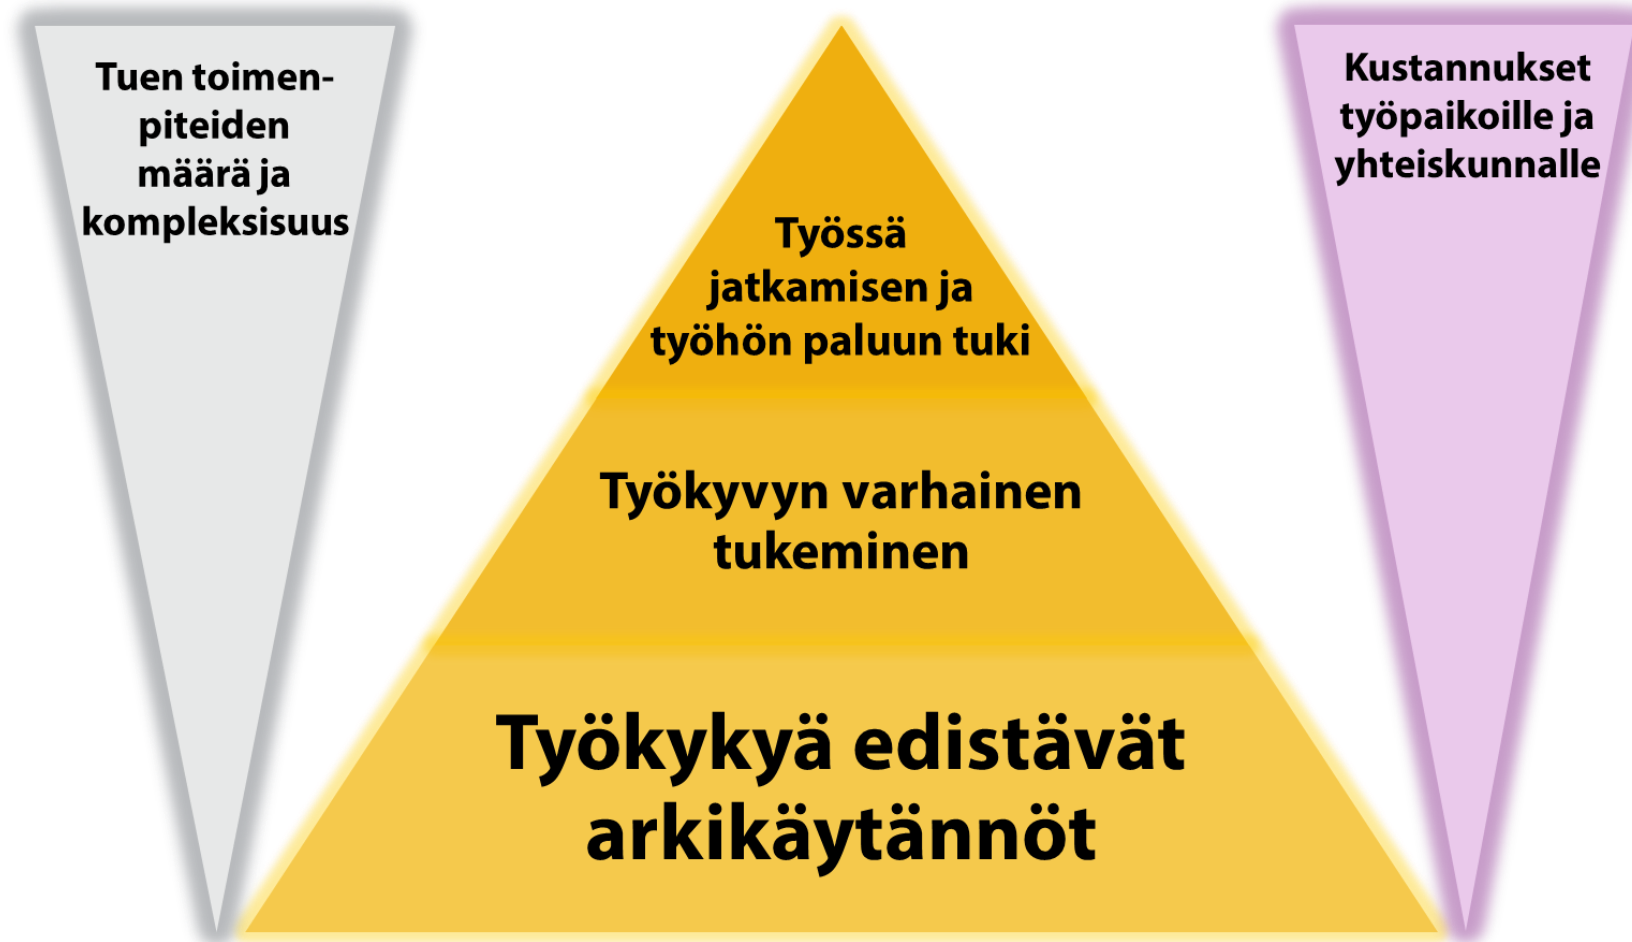 Tuen toimen-
piteiden
määrä ja
kompleksisuus
Työssä
jatkamisen ja
työhön paluun tuki
Työkyvyn varhainen
tukeminen
Työkykyä edistävät
arkikäytännöt
Kustannukset
työpaikoille ja
yhteiskunnalle